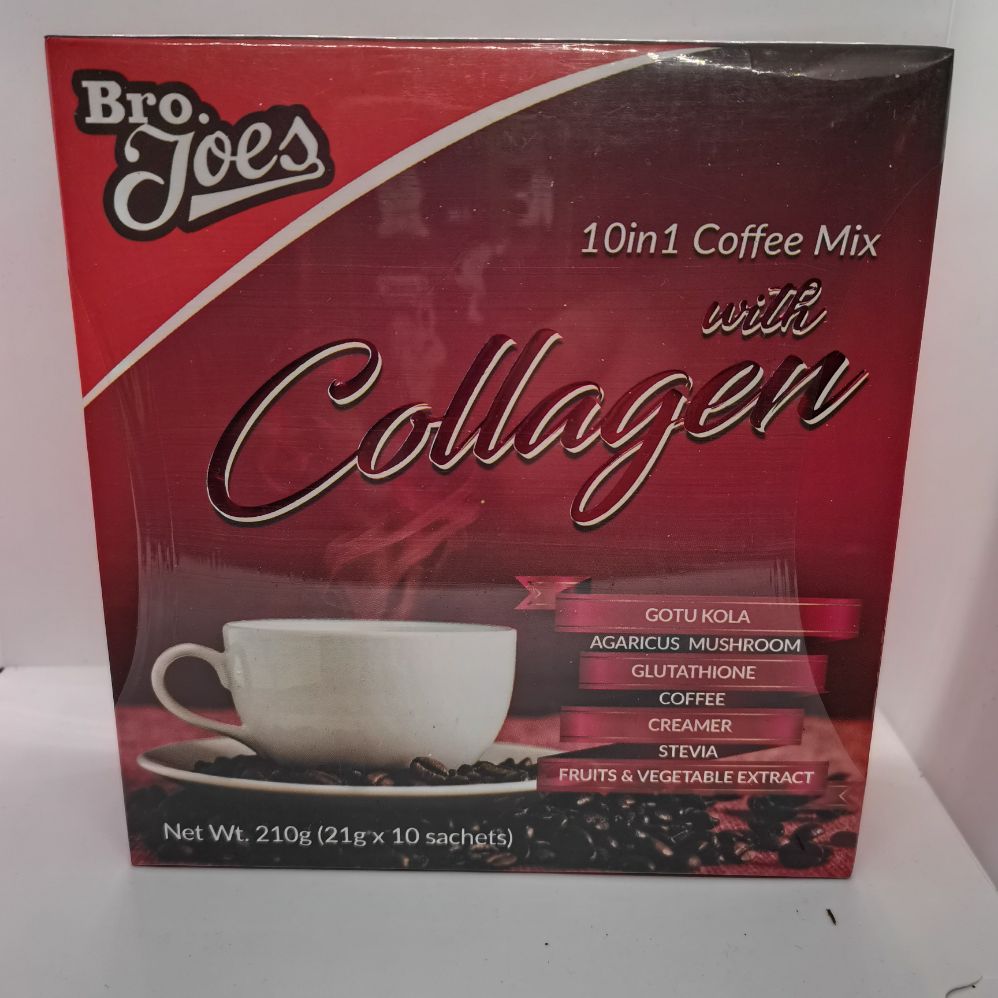 Bro.
Joes
10in1 Coffee Mix
with
Collagen
GOTU KOLA
AGARICUS MUSHROOM
GLUTATHIONE
COFFEE
CREAMER
STEVIA
FRUITS & VEGETABLE EXTRACT
Net Wt. 210g (21g x 10 sachets)